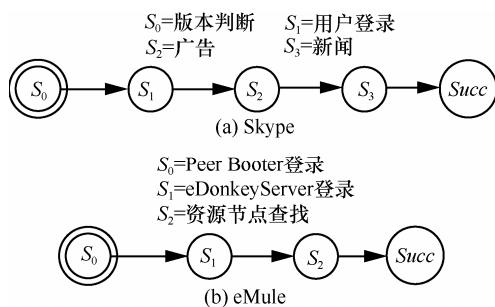 S₀=版本判断 S₁=用户登录
S₂=广告 S₃=新闻
S₀ S₁ S₂ S₃ Succ
(a) Skype
S₀=Peer Booter登录
S₁=eDonkeyServer登录
S₂=资源节点查找
S₀ S₁ S₂ Succ
(b) eMule